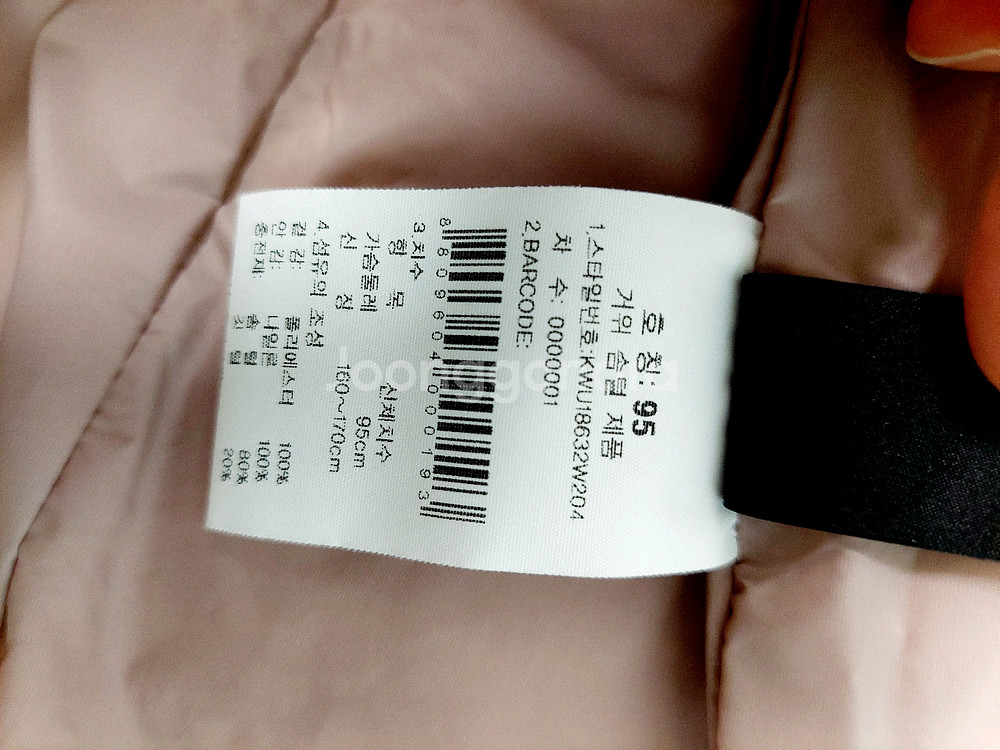 호 칭: 95
거위 솜털 제품
1.스타일번호:KWU18632W204
차 수: 0000001
2.BARCODE:
8809604000193
3.치수
항 목 신체치수
가슴둘레 95cm
신 장 160~170cm
4.섬유의 조성
겉 감: 폴리에스터 100%
안 감: 나일론 100%
충전재: 솜 털 80%
깃 털 20%